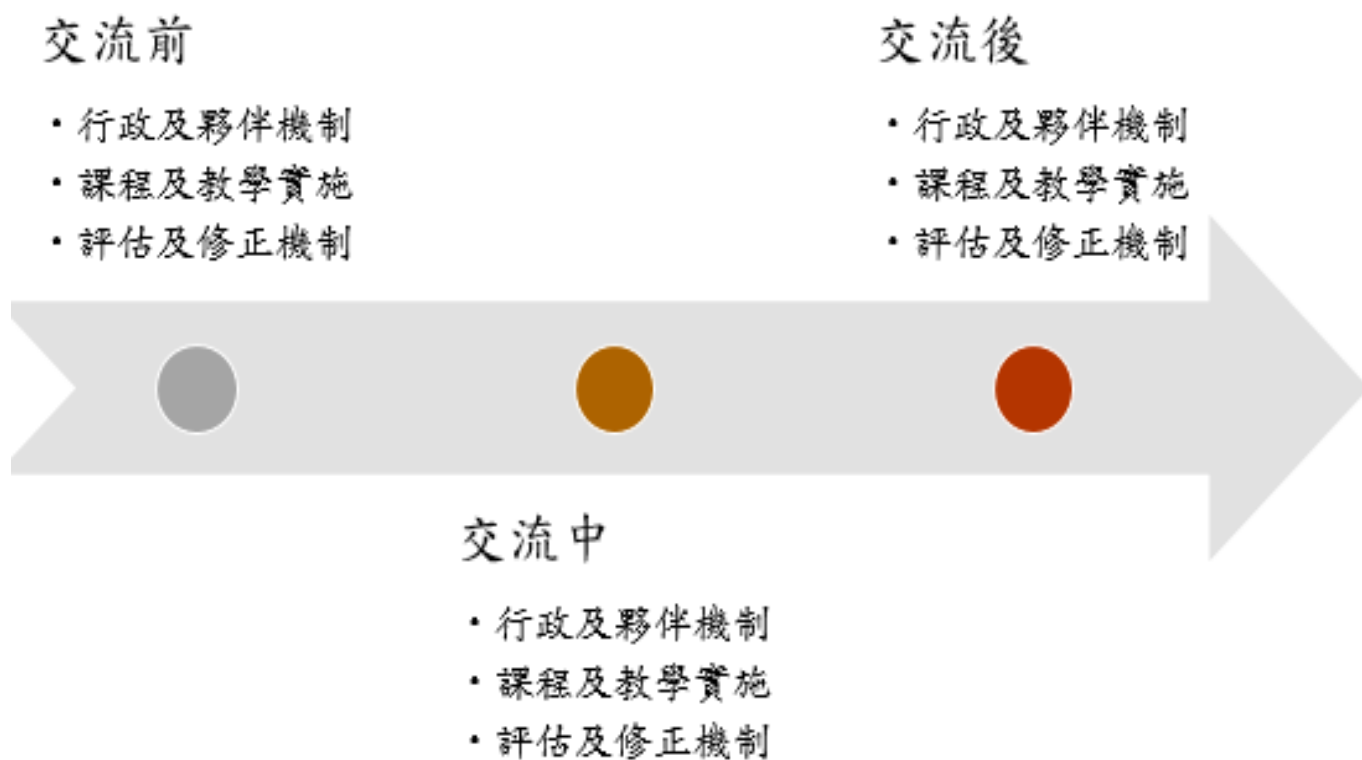 交流前
・行政及夥伴機制
・課程及教學實施
・評估及修正機制
交流中
・行政及夥伴機制
・課程及教學實施
・評估及修正機制
交流後
・行政及夥伴機制
・課程及教學實施
・評估及修正機制